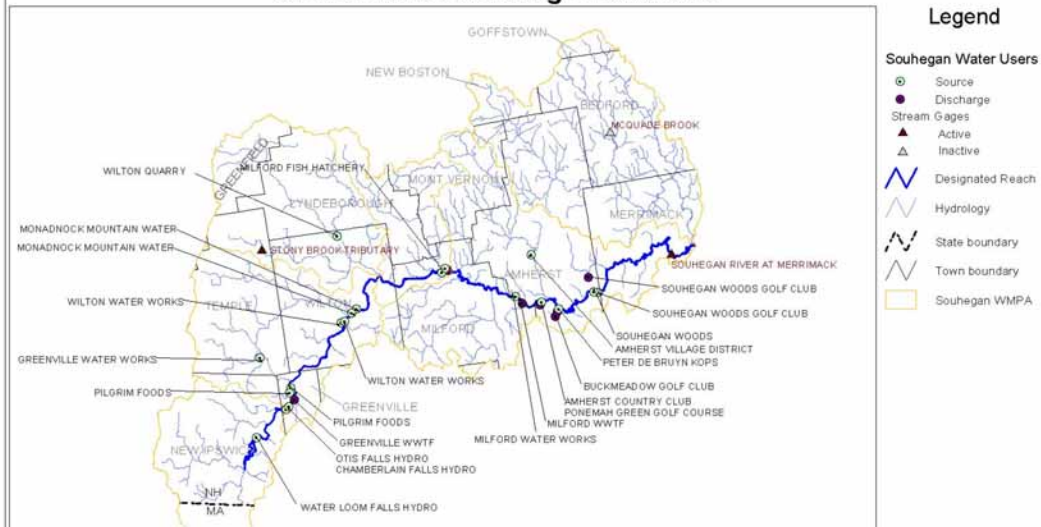 GOFFSTOWN
NEW BOSTON
BEDFORD
MCQUADE BROOK
WILTON QUARRY
MILFORD FISH HATCHERY
GREENFIELD
MONT VERNON
LYNDEBOROUGH
MERRIMACK
MONADNOCK MOUNTAIN WATER
MONADNOCK MOUNTAIN WATER
STONY BROOK TRIBUTARY
SOUHEGAN RIVER AT MERRIMACK
AMHERST
SOUHEGAN WOODS GOLF CLUB
WILTON WATER WORKS
TEMPLE
WILTON
SOUHEGAN WOODS GOLF CLUB
MILFORD
SOUHEGAN WOODS
AMHERST VILLAGE DISTRICT
GREENVILLE WATER WORKS
PETER DE BRUYN KOPS
WILTON WATER WORKS
BUCKMEADOW GOLF CLUB
PILGRIM FOODS
AMHERST COUNTRY CLUB
GREENVILLE
PONEMAH GREEN GOLF COURSE
PILGRIM FOODS
MILFORD WWTF
MILFORD WATER WORKS
GREENVILLE WWTF
NEW IPSWICH
OTIS FALLS HYDRO
CHAMBERLAIN FALLS HYDRO
NH
MA
WATER LOOM FALLS HYDRO
Legend
Souhegan Water Users
Source
Discharge
Stream Gages
Active
Inactive
Designated Reach
Hydrology
State boundary
Town boundary
Souhegan WMPA